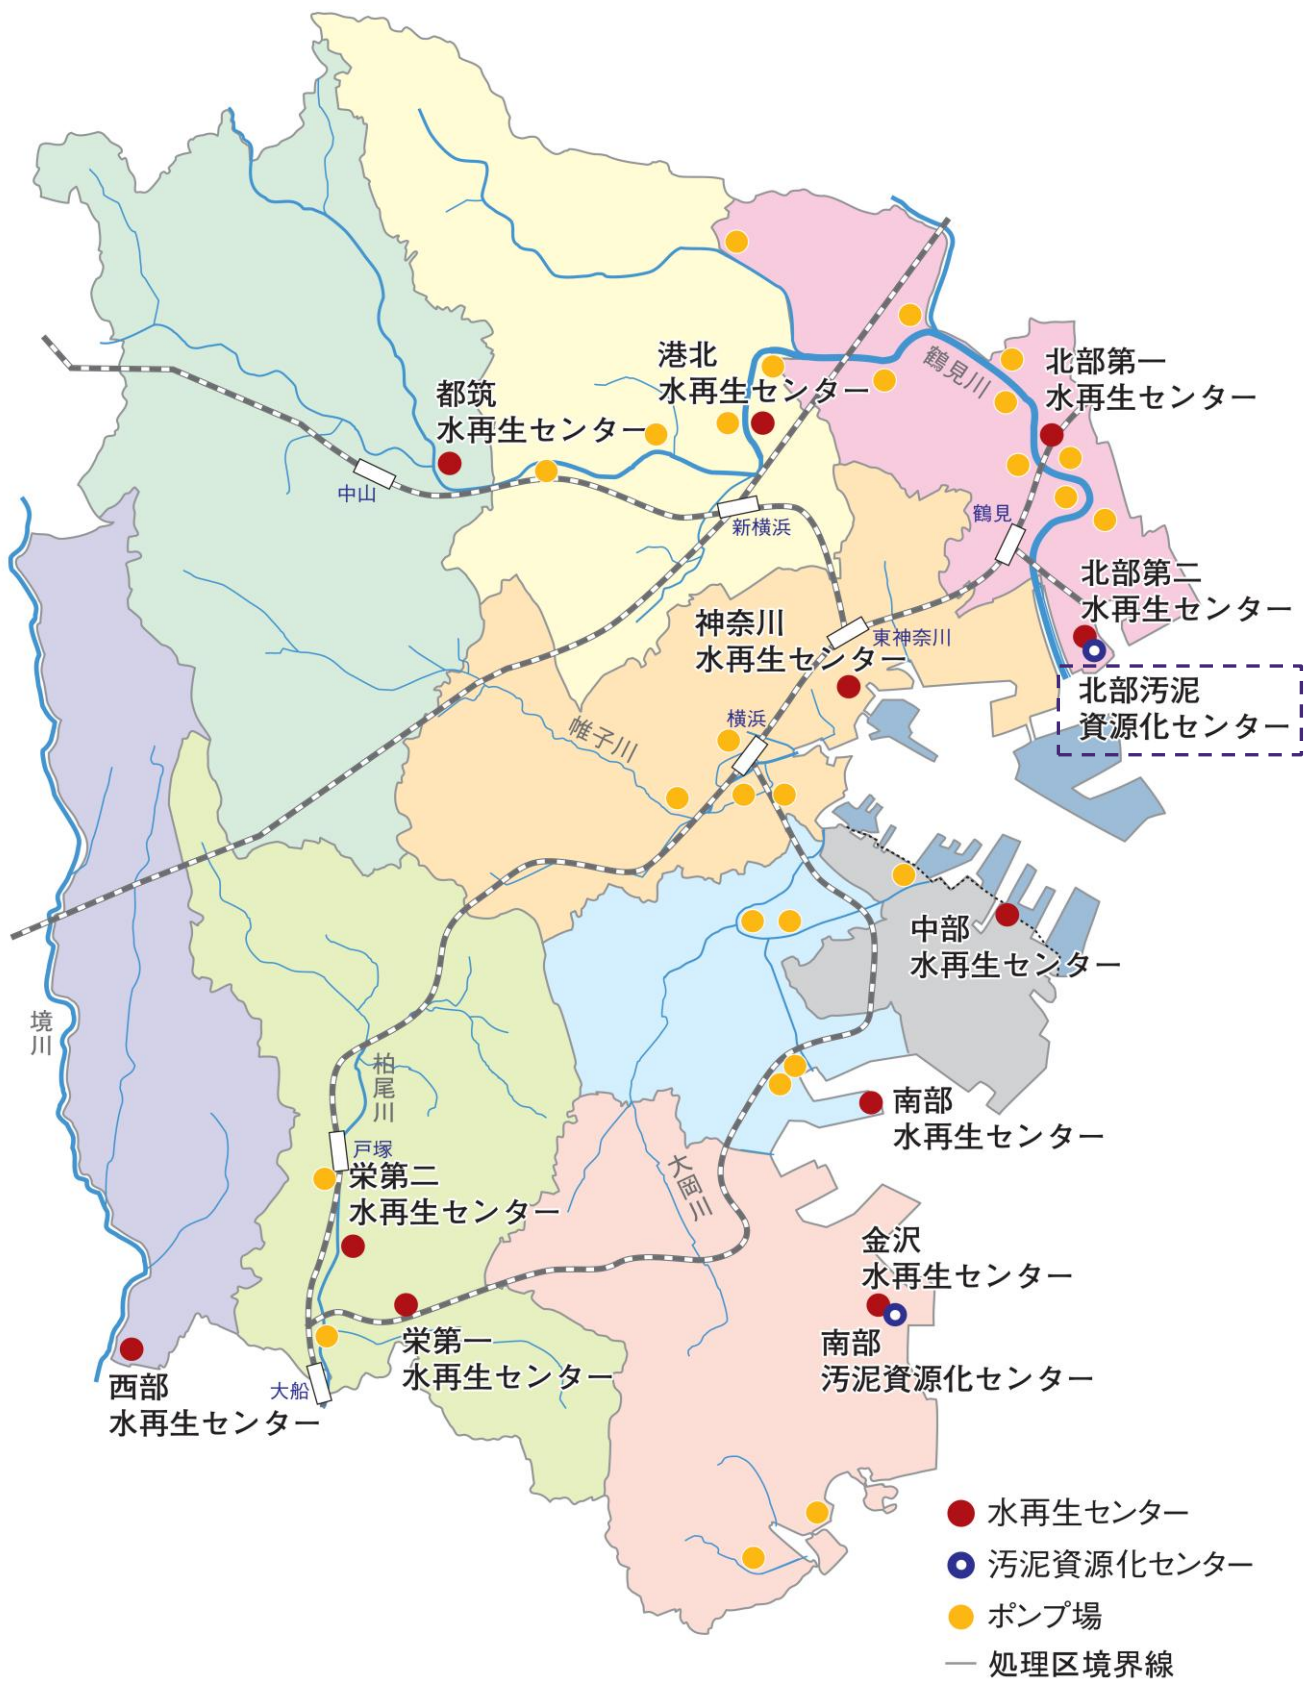 港北
水再生センター
鶴見川
北部第一
水再生センター
都筑
水再生センター
中山
新横浜
鶴見
北部第二
水再生センター
神奈川
水再生センター
東神奈川
北部汚泥
資源化センター
横浜
帷子川
中部
水再生センター
境川
柏尾川
南部
水再生センター
戸塚
栄第二
水再生センター
大岡川
金沢
水再生センター
南部
汚泥資源化センター
栄第一
水再生センター
大船
西部
水再生センター
水再生センター
汚泥資源化センター
ポンプ場
処理区境界線